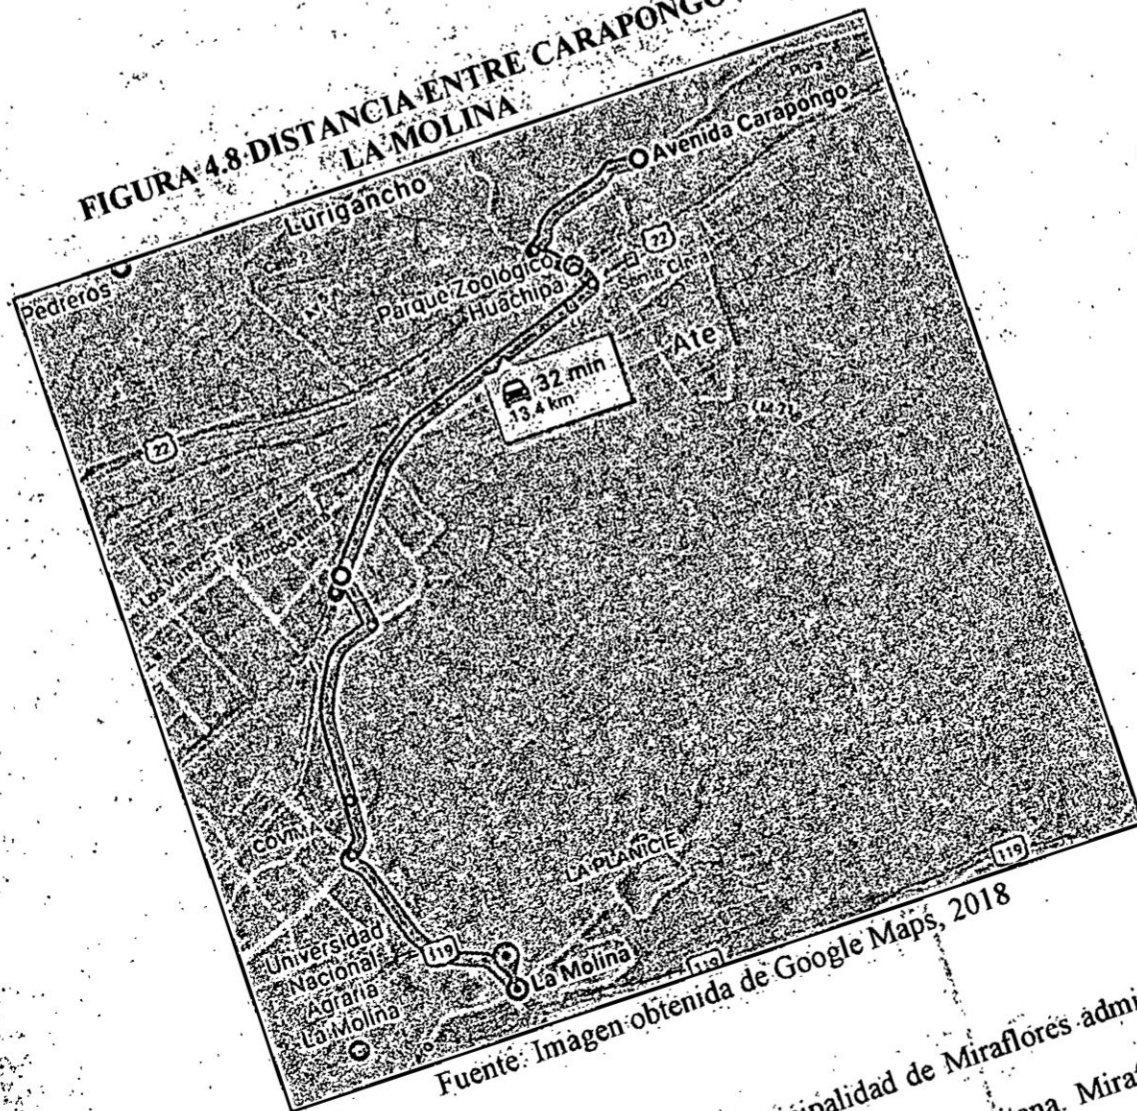 FIGURA 4.8 DISTANCIA ENTRE CARAPONGO
LA MOLINA
Avenida Carapongo
Lurigancho
Pedreros
22
Parque Zoológico
Huachipa
Santa Clara
Ate
32 min
13.4 km
22
COVIMA
LA PLANICIE
119
Universidad
Nacional
Agraria
La Molina
119
La Molina
119
Fuente: Imagen obtenida de Google Maps, 2018
de Miraflores